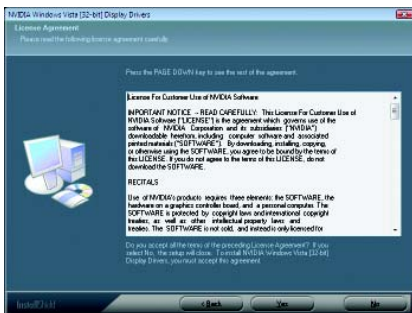 NVIDIA Windows Vista [32-bit] Display Drivers
License Agreement
Please read the following license agreement carefully.
Press the PAGE DOWN key to see the rest of the agreement.
License For Customer Use of NVIDIA Software
IMPORTANT NOTICE -- READ CAREFULLY: This License For Customer Use of
NVIDIA Software ("LICENSE") is the agreement which governs use of the
software of NVIDIA Corporation and its subsidiaries ("NVIDIA")
downloadable herefrom, including computer software and associated
printed materials ("SOFTWARE"). By downloading, installing, copying,
or otherwise using the SOFTWARE, you agree to be bound by the terms of
this LICENSE. If you do not agree to the terms of this LICENSE, do not
download the SOFTWARE.
RECITALS
Use of NVIDIA's products requires three elements: the SOFTWARE, the
hardware on a graphics controller board, and a personal computer. The
SOFTWARE is protected by copyright laws and international copyright
treaties, as well as other intellectual property laws and
treaties. The SOFTWARE is not sold, and instead is only licensed for
Do you accept all the terms of the preceding License Agreement? If you
select No, the setup will close. To install NVIDIA Windows Vista [32-bit]
Display Drivers, you must accept this agreement.
InstallShield
< Back
Yes
No